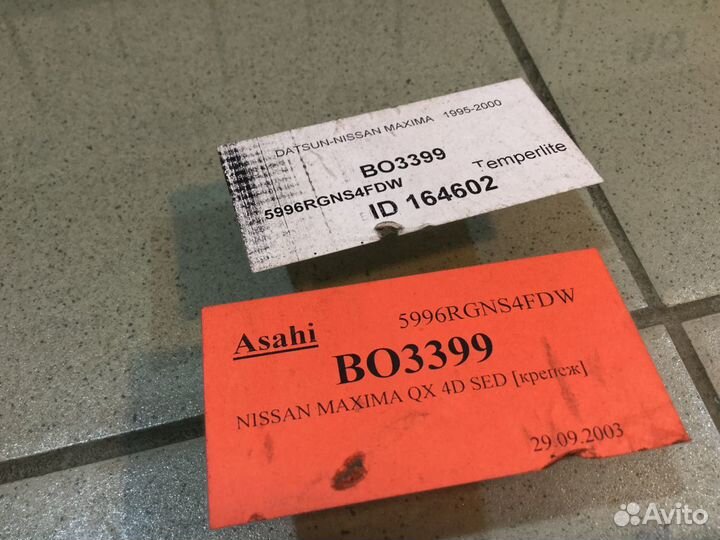 DATSUN-NISSAN MAXIMA 1995-2000
BO3399
5996RGNS4FDW Temperlite
ID 164602
Asahi 5996RGNS4FDW
BO3399
NISSAN MAXIMA QX 4D SED [крепеж]
29.09.2003
Avito